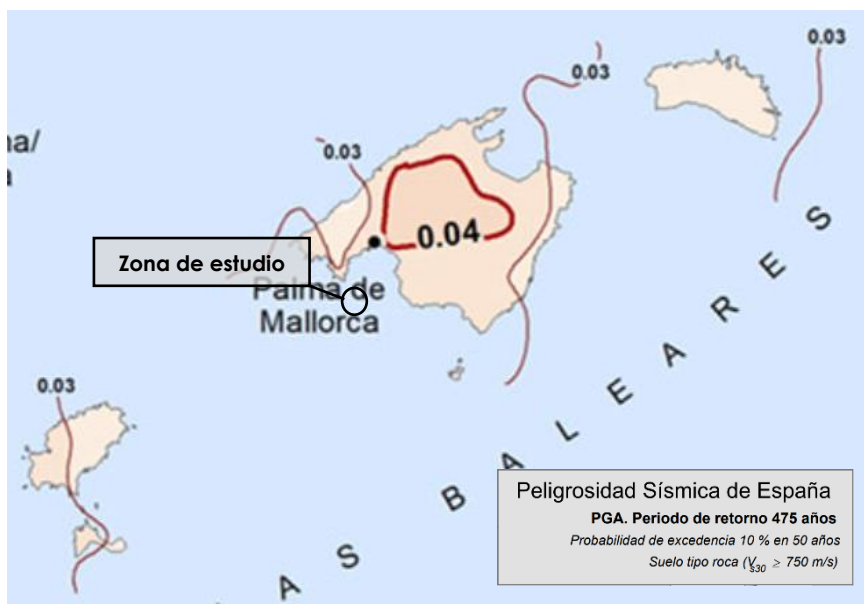 0.03
0.03
na/
a
0.03
0.04
Zona de estudio
Palma de
Mallorca
0.03
AS BALEARES
Peligrosidad Sísmica de España
PGA. Periodo de retorno 475 años
Probabilidad de excedencia 10 % en 50 años
Suelo tipo roca (Vs30 ≥ 750 m/s)